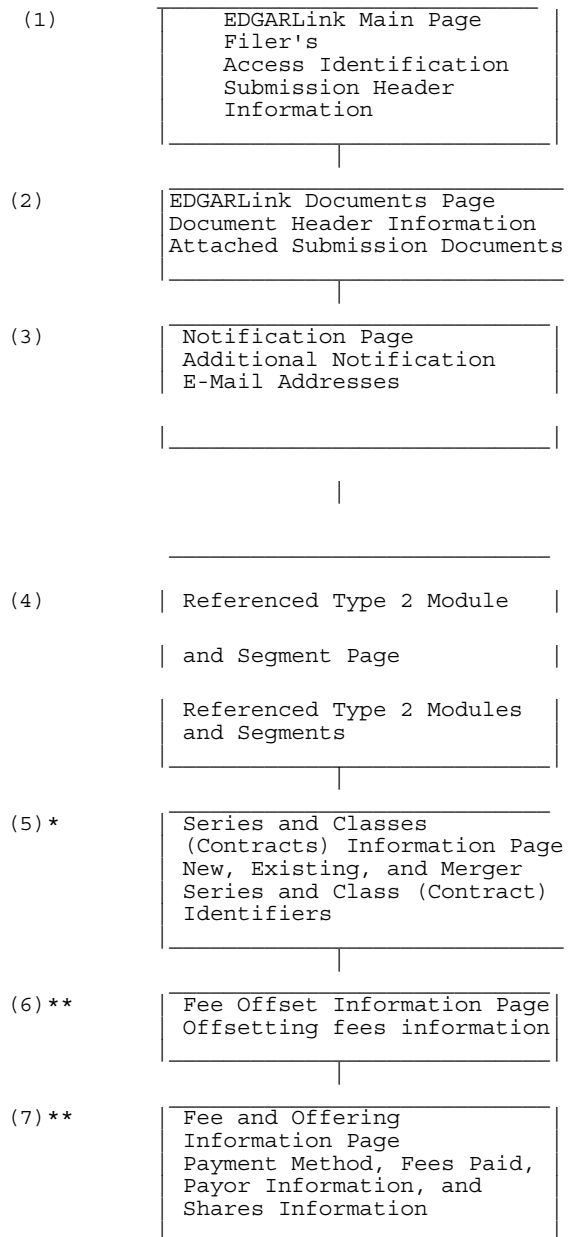 (1) EDGARLink Main Page
Filer's
Access Identification
Submission Header
Information
(2) EDGARLink Documents Page
Document Header Information
Attached Submission Documents
(3) Notification Page
Additional Notification
E-Mail Addresses
(4) Referenced Type 2 Module
and Segment Page
Referenced Type 2 Modules
and Segments
(5)* Series and Classes
(Contracts) Information Page
New, Existing, and Merger
Series and Class (Contract)
Identifiers
(6)** Fee Offset Information Page
Offsetting fees information
(7)** Fee and Offering
Information Page
Payment Method, Fees Paid,
Payor Information, and
Shares Information